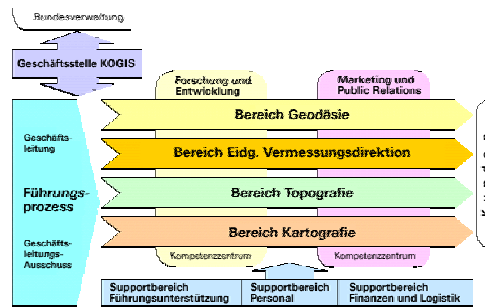 Bundesverwaltung
Geschäftsstelle KOGIS
Forschung und
Entwicklung
Marketing und
Public Relations
Bereich Geodäsie
Geschäfts-
leitung
Bereich Eidg. Vermessungsdirektion
Führungs-
prozess
Bereich Topografie
Bereich Kartografie
Geschäfts-
leitungs-
Ausschuss
Kompetenzzentrum
Kompetenzzentrum
Supportbereich
Führungsunterstützung
Supportbereich
Personal
Supportbereich
Finanzen und Logistik